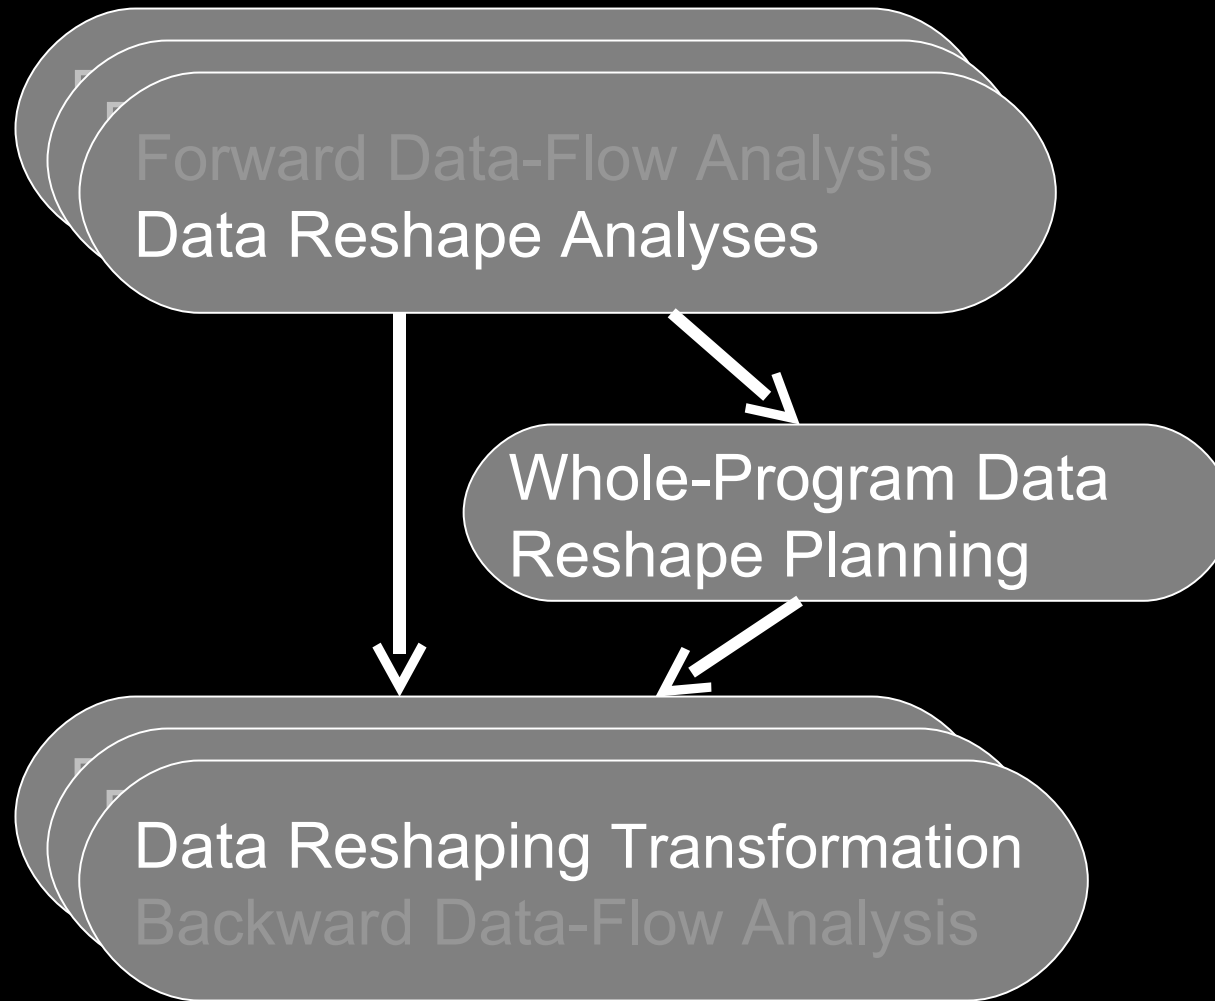 Forward Data-Flow Analysis
Data Reshape Analyses
Whole-Program Data
Reshape Planning
Data Reshaping Transformation
Backward Data-Flow Analysis